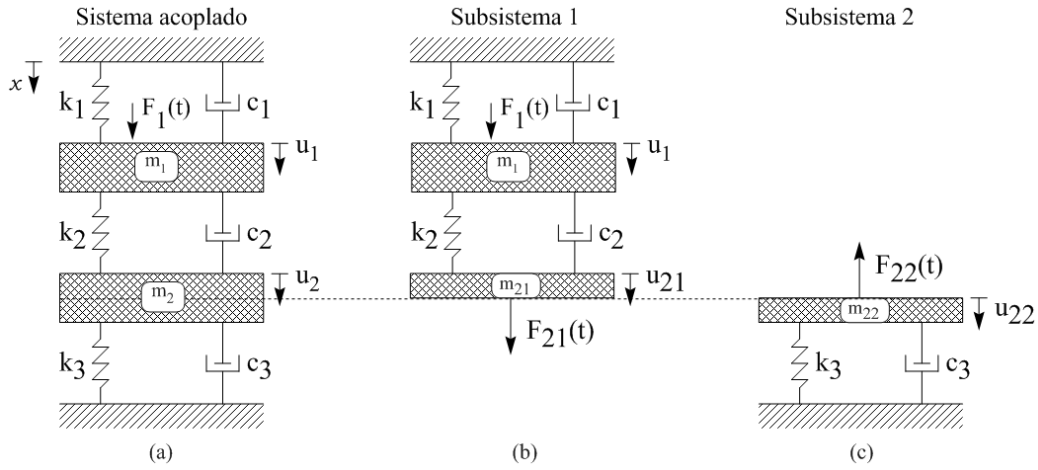 Sistema acoplado
Subsistema 1
Subsistema 2
x
k1
F1(t)
c1
m1
u1
k2
c2
m2
u2
k3
c3
(a)
k1
F1(t)
c1
m1
u1
k2
c2
m21
u21
F21(t)
(b)
F22(t)
m22
u22
k3
c3
(c)